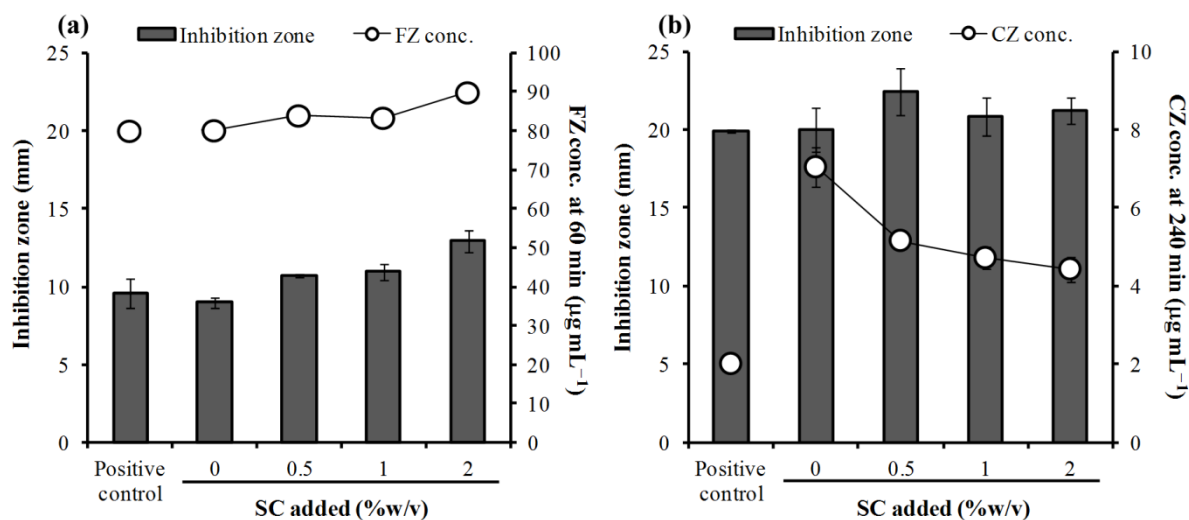 (a)
Inhibition zone
FZ conc.
Inhibition zone (mm)
25
20
15
10
5
0
100
90
80
70
60
50
40
30
20
10
0
FZ conc. at 60 min (µg mL⁻¹)
Positive
control
0
0.5
1
2
SC added (%w/v)
(b)
Inhibition zone
CZ conc.
Inhibition zone (mm)
25
20
15
10
5
0
10
8
6
4
2
0
CZ conc. at 240 min (µg mL⁻¹)
Positive
control
0
0.5
1
2
SC added (%w/v)